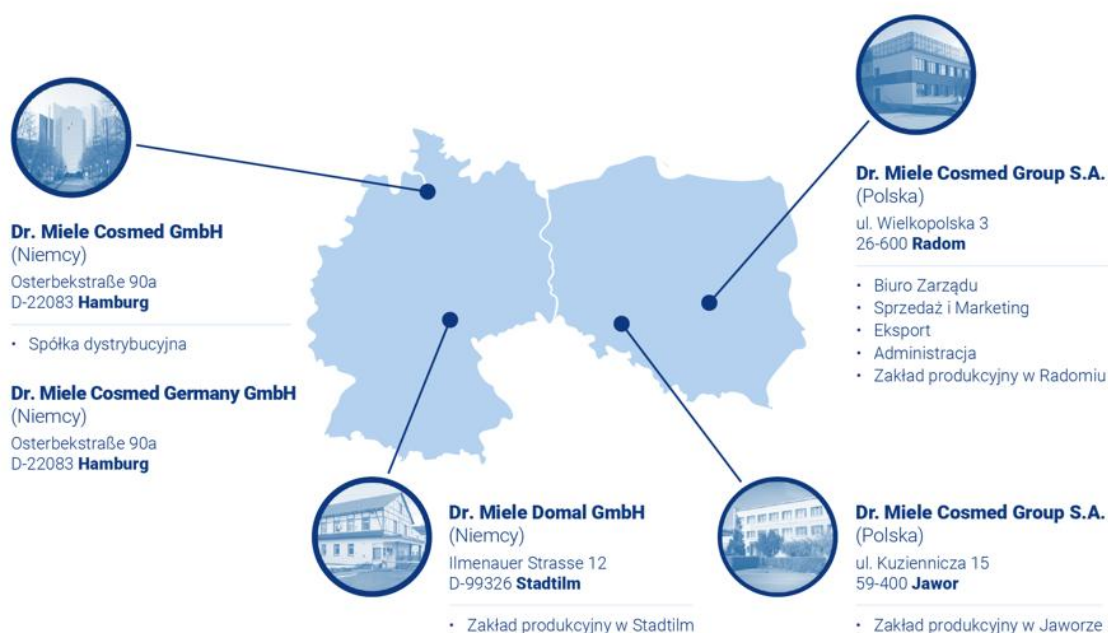 Dr. Miele Cosmed GmbH
(Niemcy)
Osterbekstraße 90a
D-22083 Hamburg
• Spółka dystrybucyjna
Dr. Miele Cosmed Germany GmbH
(Niemcy)
Osterbekstraße 90a
D-22083 Hamburg
Dr. Miele Domal GmbH
(Niemcy)
Ilmenauer Strasse 12
D-99326 Stadtilm
• Zakład produkcyjny w Stadtilm
Dr. Miele Cosmed Group S.A.
(Polska)
ul. Wielkopolska 3
26-600 Radom
• Biuro Zarządu
• Sprzedaż i Marketing
• Eksport
• Administracja
• Zakład produkcyjny w Radomiu
Dr. Miele Cosmed Group S.A.
(Polska)
ul. Kuziennicza 15
59-400 Jawor
• Zakład produkcyjny w Jaworze